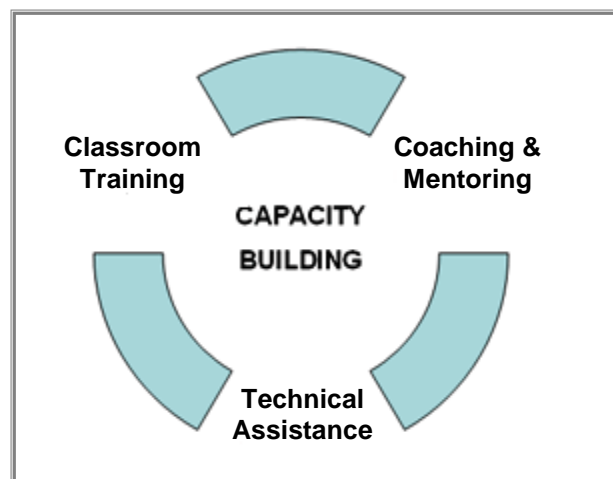 Classroom
Training
Coaching &
Mentoring
CAPACITY
BUILDING
Technical
Assistance